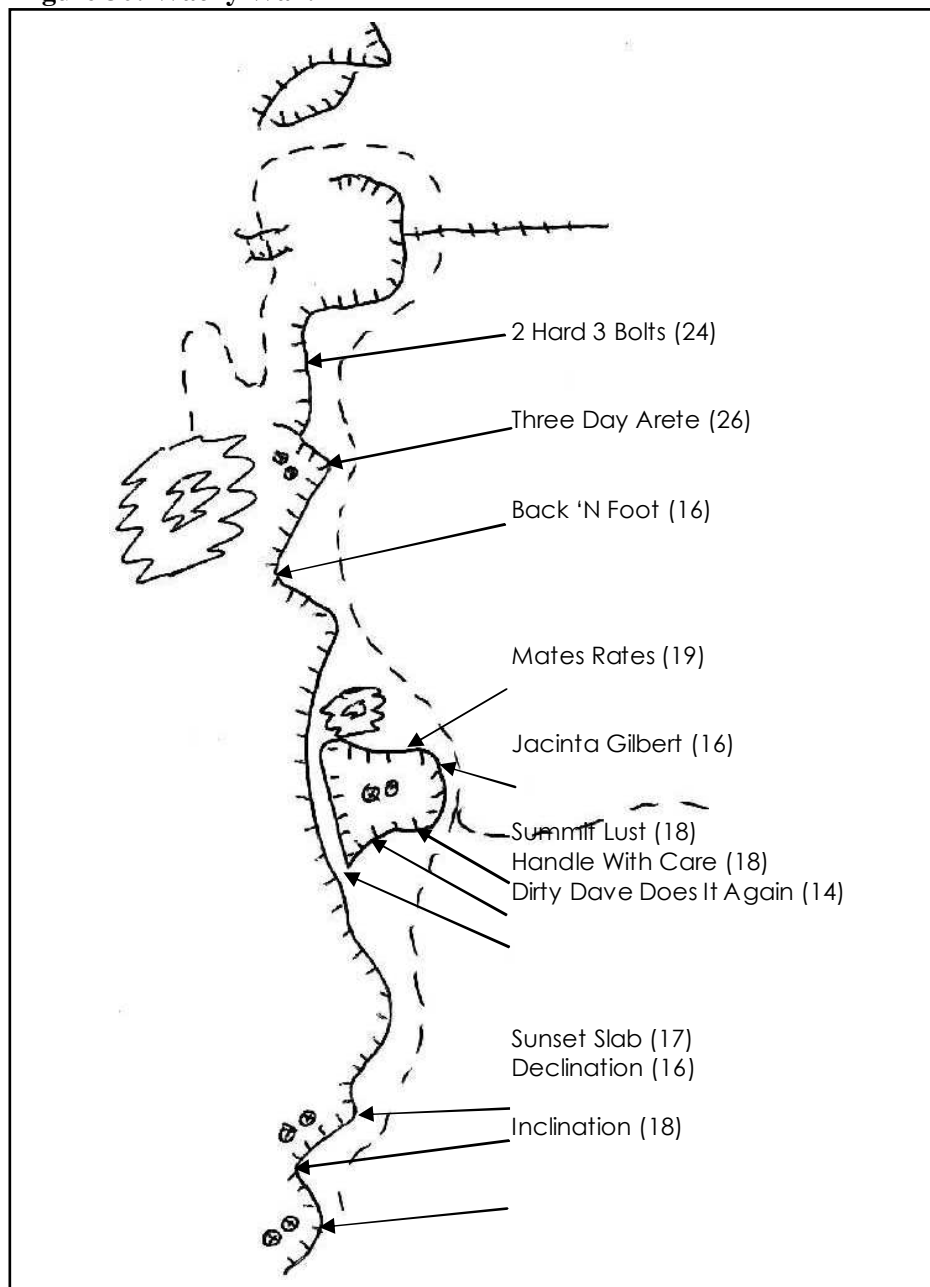 2 Hard 3 Bolts (24)
Three Day Arete (26)
Back ‘N Foot (16)
Mates Rates (19)
Jacinta Gilbert (16)
Summit Lust (18)
Handle With Care (18)
Dirty Dave Does It Again (14)
Sunset Slab (17)
Declination (16)
Inclination (18)